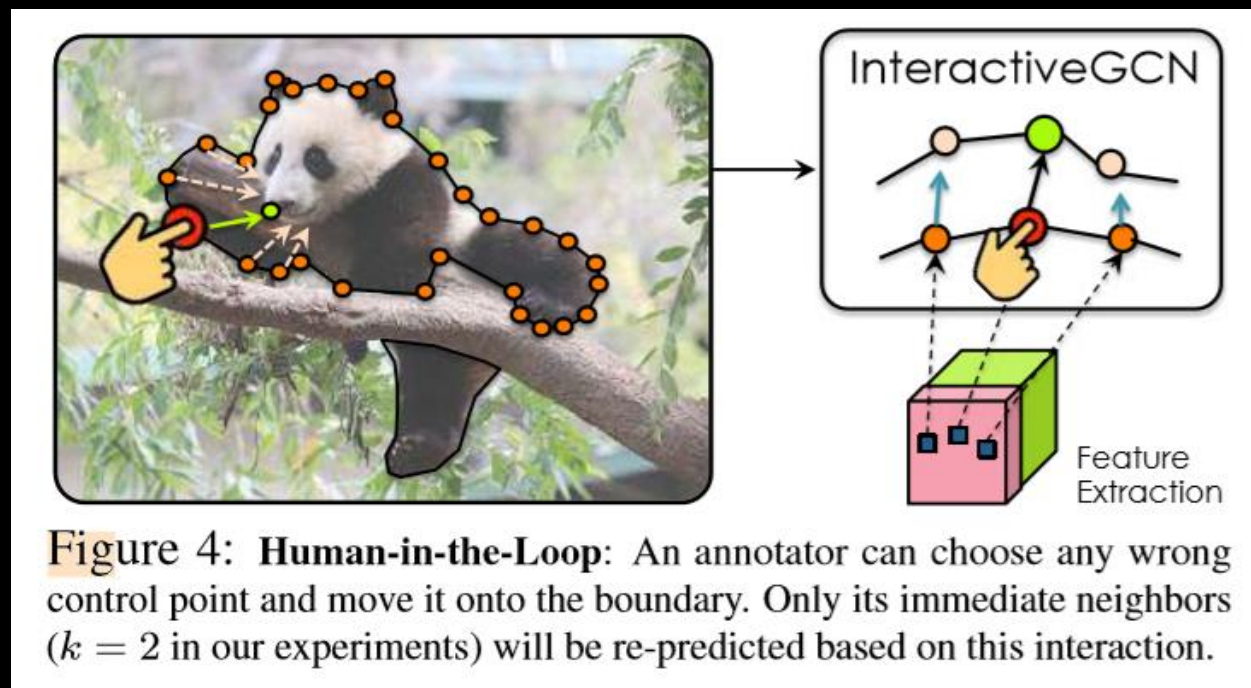 InteractiveGCN
Feature
Extraction
Figure 4: Human-in-the-Loop: An annotator can choose any wrong
control point and move it onto the boundary. Only its immediate neighbors
(k = 2 in our experiments) will be re-predicted based on this interaction.